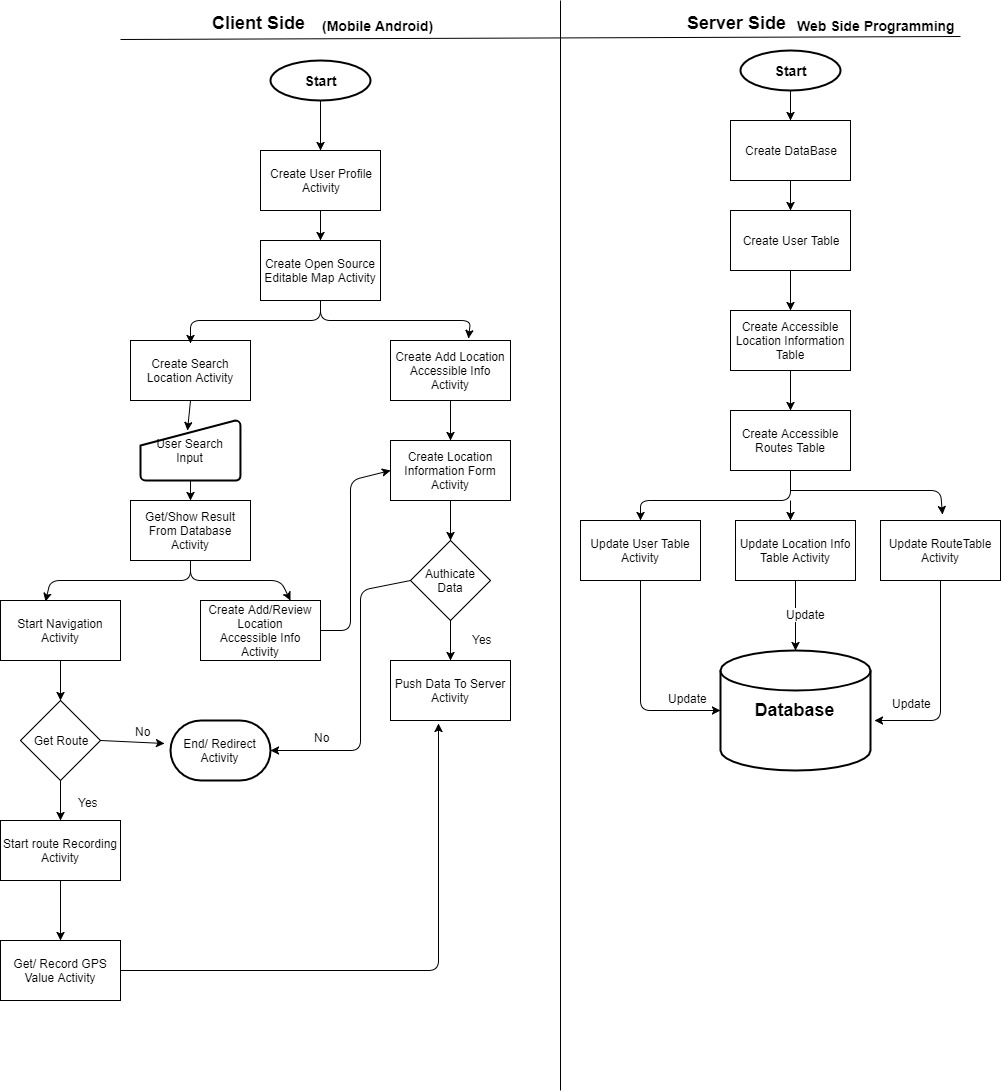 Client Side (Mobile Android)
Start
Create User Profile
Activity
Create Open Source
Editable Map Activity
Create Search
Location Activity
Create Add Location
Accessible Info
Activity
User Search
Input
Create Location
Information Form
Activity
Get/Show Result
From Database
Activity
Authicate
Data
Start Navigation
Activity
Create Add/Review
Location
Accessible Info
Activity
Yes
Push Data To Server
Activity
Get Route
No
End/ Redirect
Activity
No
Yes
Start route Recording
Activity
Get/ Record GPS
Value Activity
Server Side Web Side Programming
Start
Create DataBase
Create User Table
Create Accessible
Location Information
Table
Create Accessible
Routes Table
Update User Table
Activity
Update Location Info
Table Activity
Update RouteTable
Activity
Update
Update
Update
Database